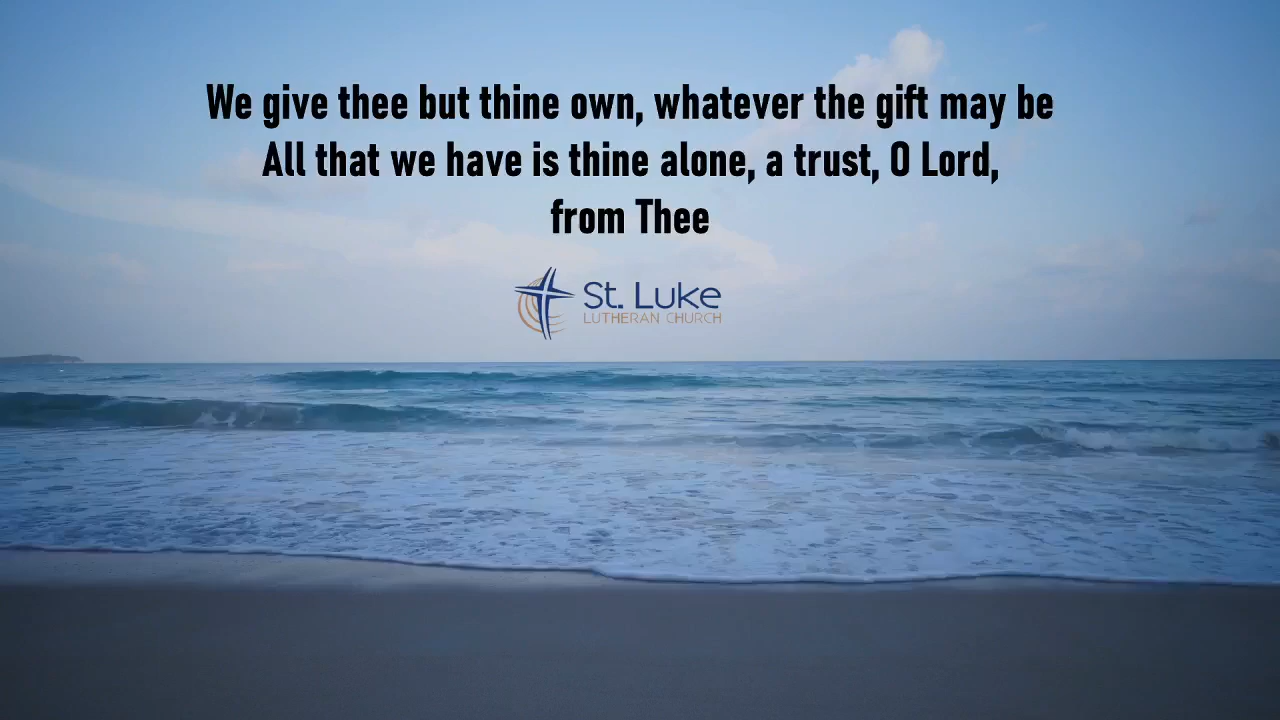 We give thee but thine own, whatever the gift may be
All that we have is thine alone, a trust, O Lord,
from Thee
St. Luke
LUTHERAN CHURCH